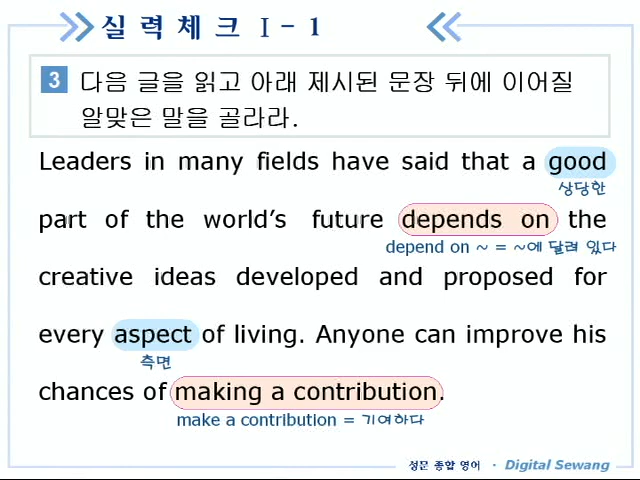 실력체크 I - 1
3 다음 글을 읽고 아래 제시된 문장 뒤에 이어질
알맞은 말을 골라라.
Leaders in many fields have said that a good
상당한
part of the world's future depends on the
depend on ~ = ~에 달려 있다
creative ideas developed and proposed for
every aspect of living. Anyone can improve his
측면
chances of making a contribution.
make a contribution = 기여하다
성문 종합 영어 · Digital Sewang